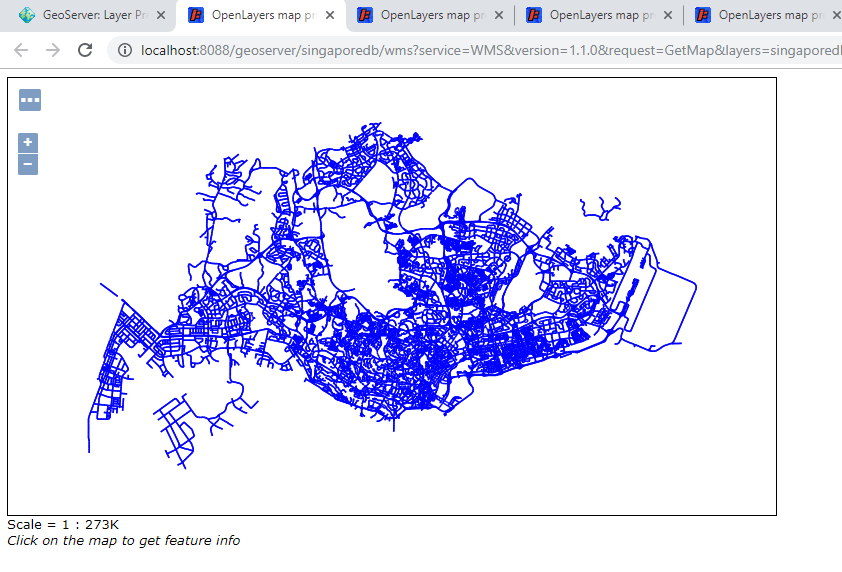 GeoServer: Layer Pr
OpenLayers map pr
OpenLayers map pr
OpenLayers map pr
OpenLayers map pr
localhost:8088/geoserver/singaporedb/wms?service=WMS&version=1.1.0&request=GetMap&layers=singaporedl
+
−
Scale = 1 : 273K
Click on the map to get feature info